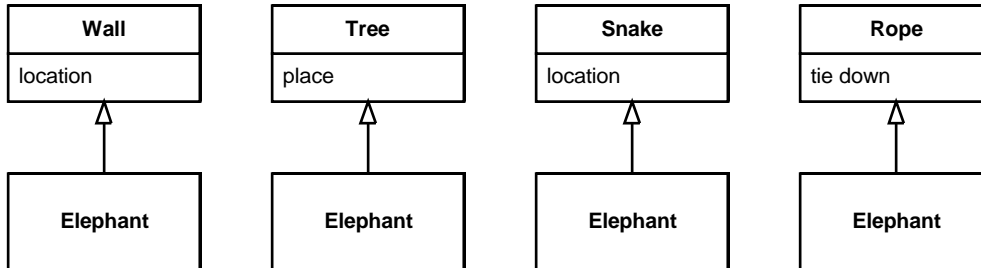 Wall
location
Tree
place
Snake
location
Rope
tie down
Elephant
Elephant
Elephant
Elephant